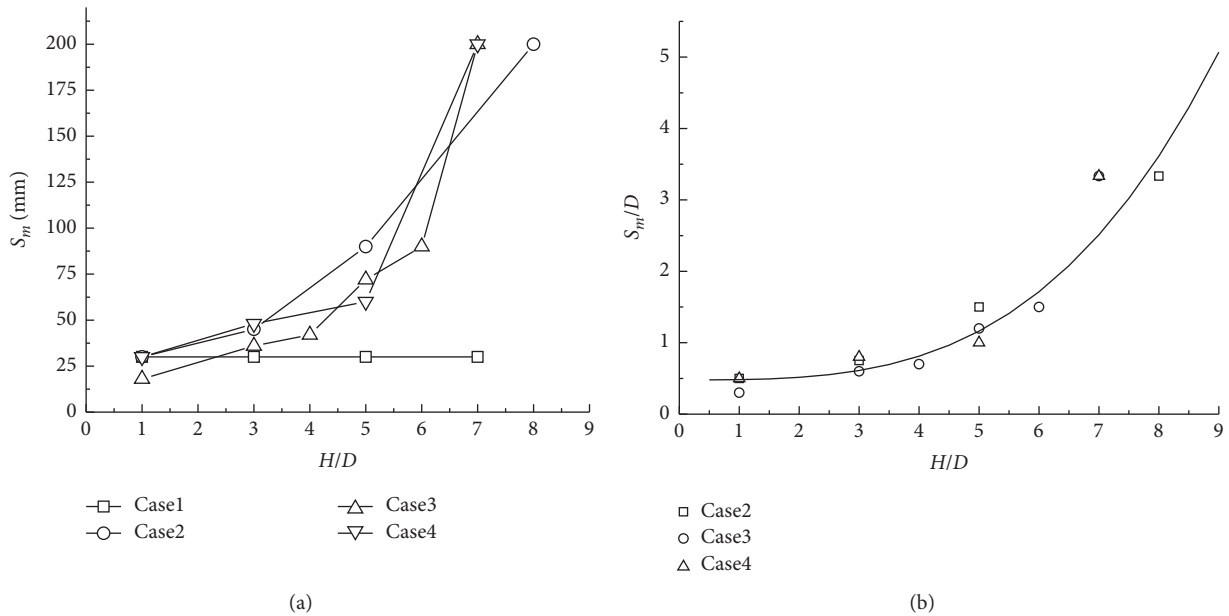 200
175
150
125
100
75
50
25
0
S_m (mm)
0 1 2 3 4 5 6 7 8 9
H/D
Case1
Case2
Case3
Case4
(a)
5
4
3
2
1
0
S_m/D
0 1 2 3 4 5 6 7 8 9
H/D
Case2
Case3
Case4
(b)